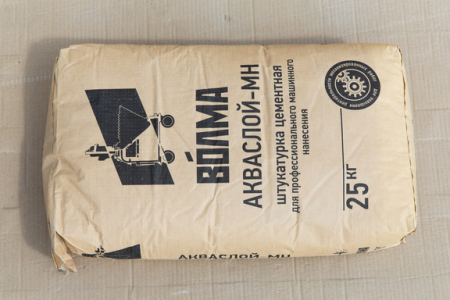 ВОЛМА
АКВАСЛОЙ-МН
штукатурка цементная
для профессионального машинного
нанесения
25 кг
АКВАСЛОЙ МН